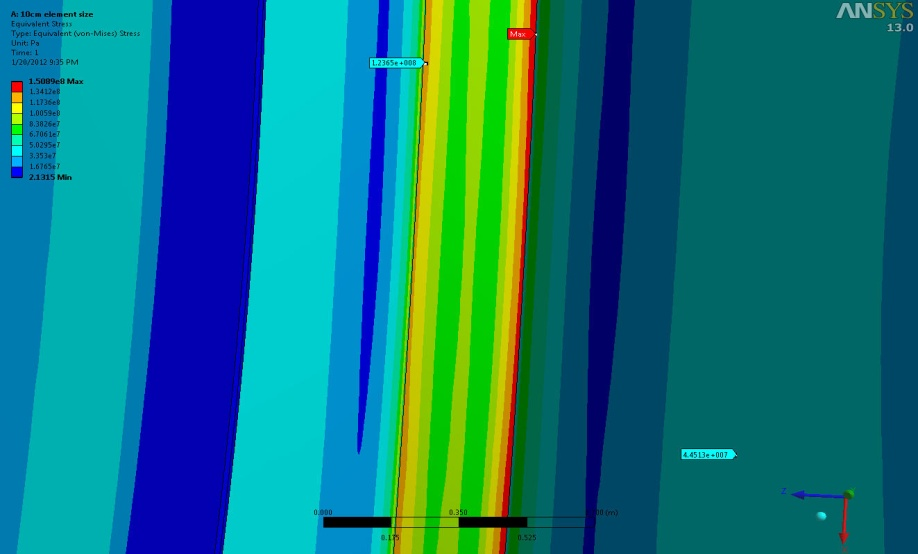 A: 10cm element size
Equivalent Stress
Type: Equivalent (von-Mises) Stress
Unit: Pa
Time: 1
1/20/2012 9:35 PM
1.5089e8 Max
1.3412e8
1.1736e8
1.0059e8
8.3826e7
6.7061e7
5.0295e7
3.353e7
1.6765e7
2.1315 Min
ANSYS
13.0
Max
1.2365e+008
4.4513e+007
Z
0.000
0.350
(m)
0.175
0.525